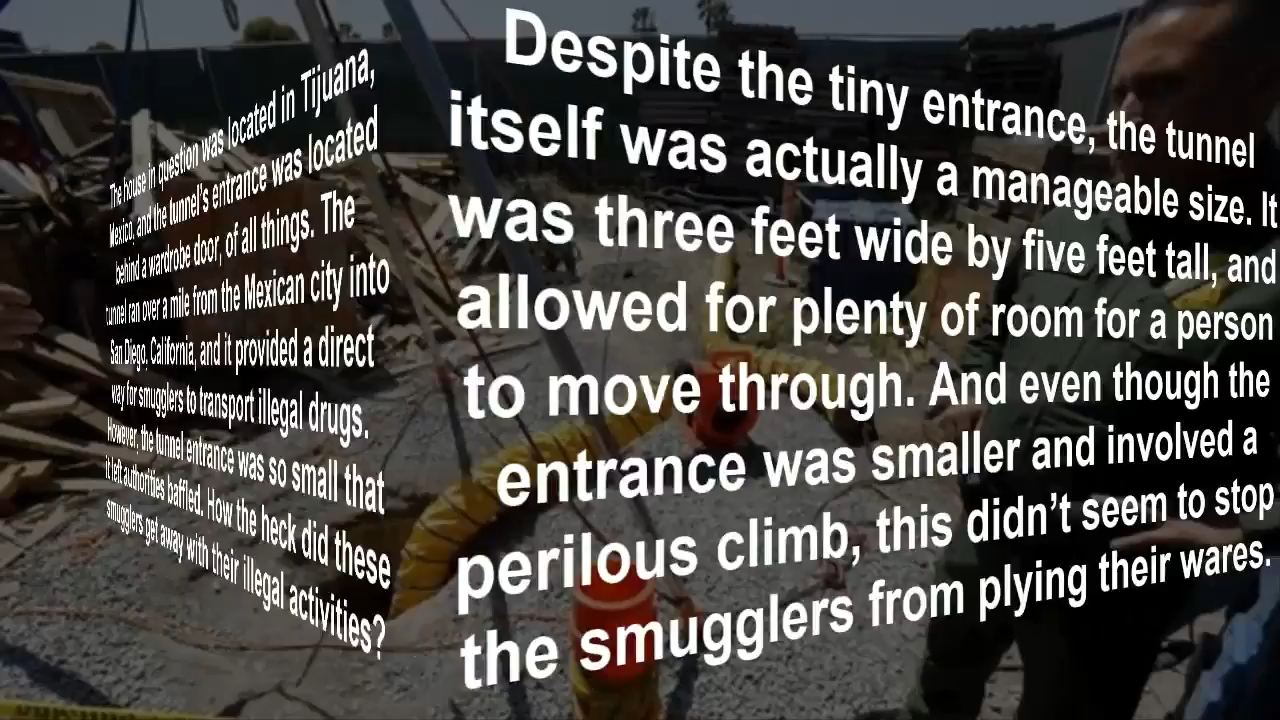 The house in question was located in Tijuana,
Mexico, and the tunnel's entrance was located
behind a wardrobe door, of all things. The
tunnel ran over a mile from the Mexican city into
San Diego, California, and it provided a direct
way for smugglers to transport illegal drugs.
However, the tunnel entrance was so small that
it left authorities baffled. How the heck did these
smugglers get away with their illegal activities?
Despite the tiny entrance, the tunnel
itself was actually a manageable size. It
was three feet wide by five feet tall, and
allowed for plenty of room for a person
to move through. And even though the
entrance was smaller and involved a
perilous climb, this didn’t seem to stop
the smugglers from plying their wares.